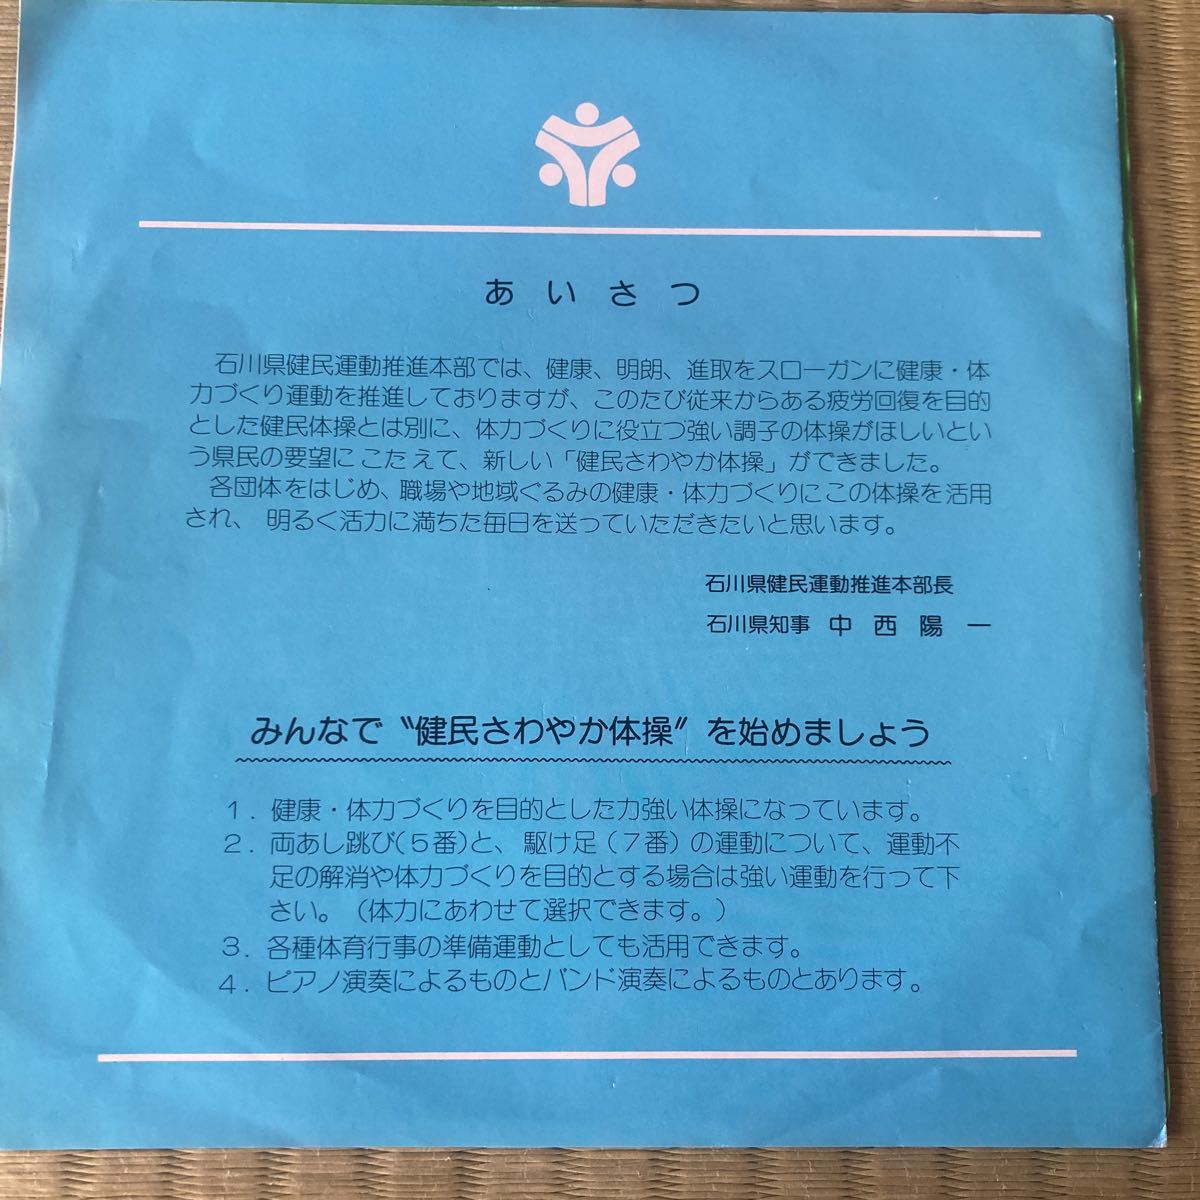 あいさつ
石川県健民運動推進本部では、健康、明朗、進取をスローガンに健康・体
力づくり運動を推進しておりますが、このたび従来からある疲労回復を目的
とした健民体操とは別に、体力づくりに役立つ強い調子の体操がほしいとい
う県民の要望にこたえて、新しい「健民さわやか体操」ができました。
各団体をはじめ、職場や地域ぐるみの健康・体力づくりにこの体操を活用
され、明るく活力に満ちた毎日を送っていただきたいと思います。
石川県健民運動推進本部長
石川県知事 中西陽一
みんなで〝健民さわやか体操〟を始めましょう
1. 健康・体力づくりを目的とした力強い体操になっています。
2. 両あし跳び(5番)と、駆け足(7番)の運動について、運動不
足の解消や体力づくりを目的とする場合は強い運動を行って下
さい。(体力にあわせて選択できます。)
3. 各種体育行事の準備運動としても活用できます。
4. ピアノ演奏によるものとバンド演奏によるものとあります。